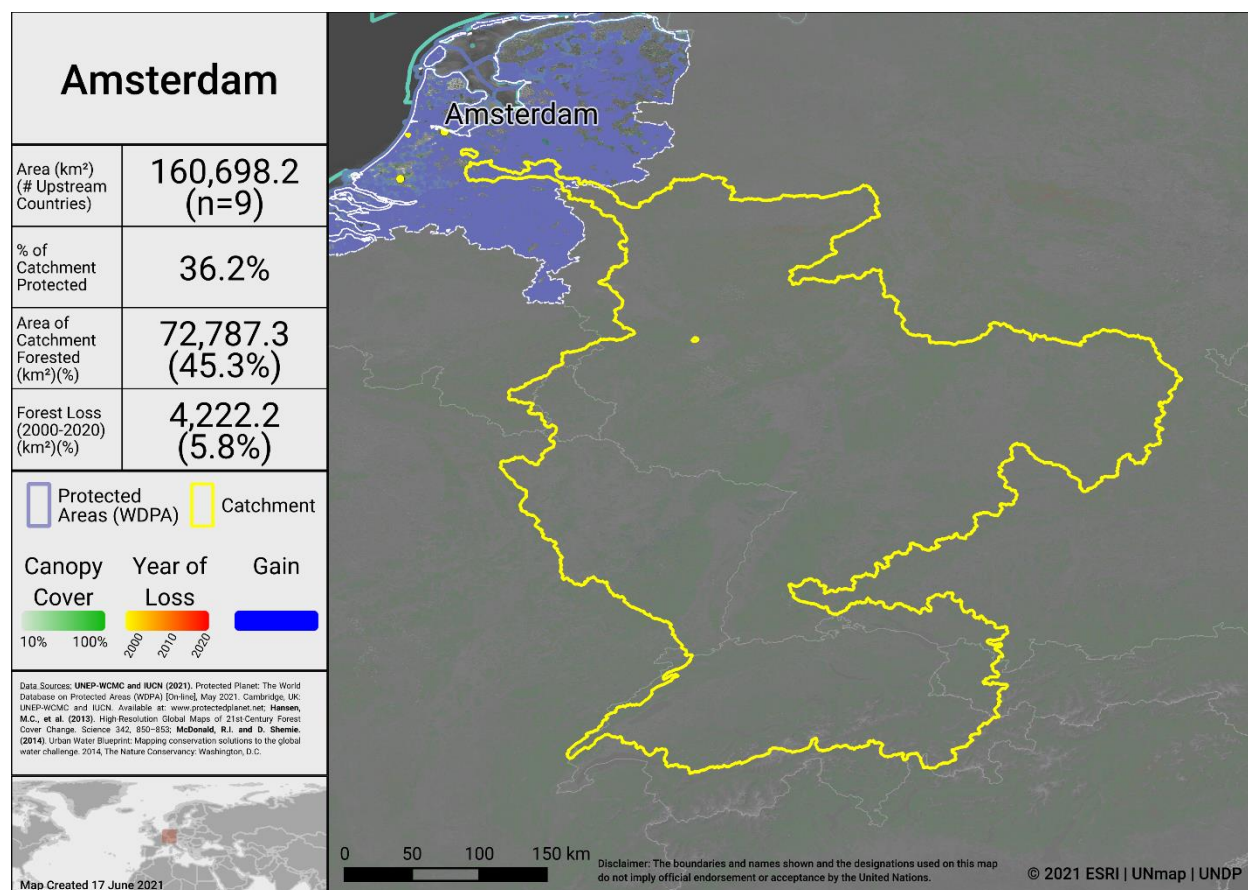 Amsterdam
Area (km²)
(# Upstream
Countries)
160,698.2
(n=9)
% of
Catchment
Protected
36.2%
Area of
Catchment
Forested
(km²)(%)
72,787.3
(45.3%)
Forest Loss
(2000-2020)
(km²)(%)
4,222.2
(5.8%)
Protected
Areas (WDPA)
Catchment
Canopy
Cover
10% 100%
Year of
Loss
2000 2010 2020
Gain
Data Sources: UNEP-WCMC and IUCN (2021). Protected Planet: The World
Database on Protected Areas (WDPA) [On-line], May 2021. Cambridge, UK:
UNEP-WCMC and IUCN. Available at: www.protectedplanet.net; Hansen,
M.C., et al. (2013). High-Resolution Global Maps of 21st-Century Forest
Cover Change. Science 342, 850–853; McDonald, R.I. and D. Shemie.
(2014). Urban Water Blueprint: Mapping conservation solutions to the global
water challenge. 2014, The Nature Conservancy: Washington, D.C.
Map Created 17 June 2021
Amsterdam
0 50 100 150 km
Disclaimer: The boundaries and names shown and the designations used on this map
do not imply official endorsement or acceptance by the United Nations.
© 2021 ESRI | UNmap | UNDP